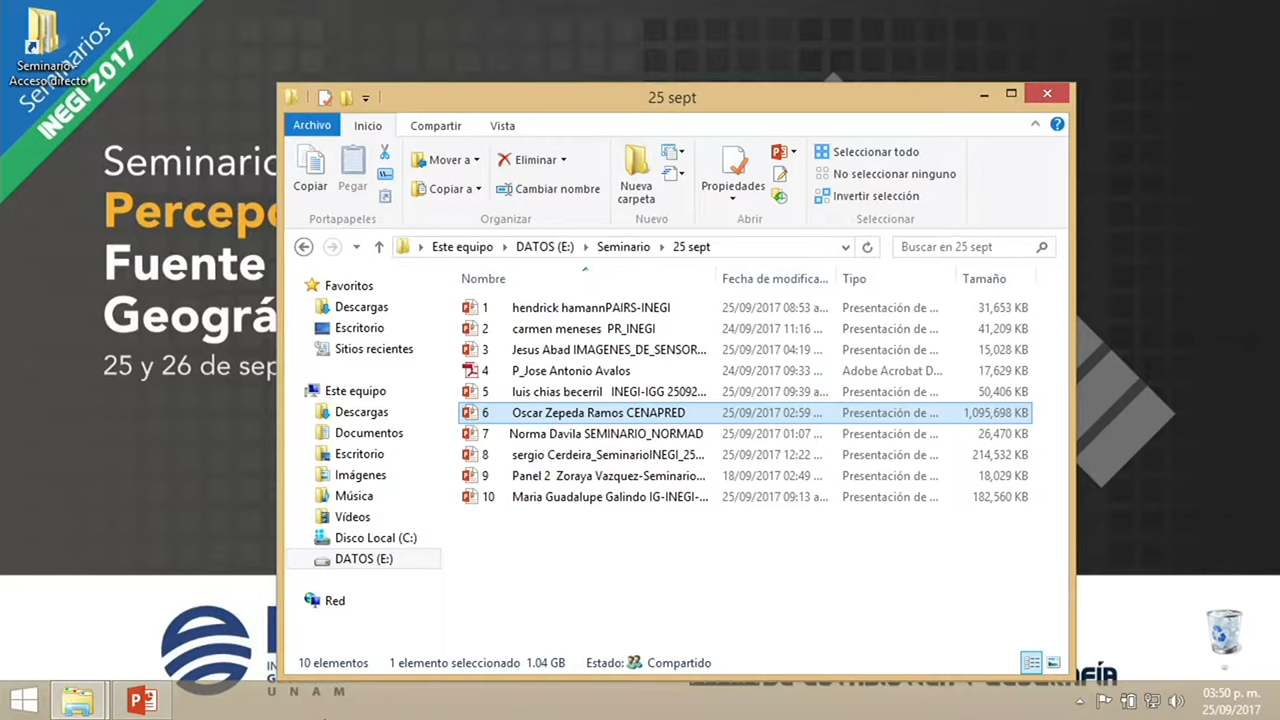 Seminario
Acceso directo
Seminarios
INEGI 2017
Seminario
Percep
Fuente
Geográ
25 y 26 de sep
25 sept
Archivo
Inicio
Compartir
Vista
Copiar
Pegar
Mover a
Copiar a
Eliminar
Cambiar nombre
Nueva
carpeta
Propiedades
Seleccionar todo
No seleccionar ninguno
Invertir selección
Portapapeles
Organizar
Nuevo
Abrir
Seleccionar
Este equipo
DATOS (E:)
Seminario
25 sept
Buscar en 25 sept
Nombre
Fecha de modifica...
Tipo
Tamaño
Favoritos
Descargas
Escritorio
Sitios recientes
Este equipo
Descargas
Documentos
Escritorio
Imágenes
Música
Vídeos
Disco Local (C:)
DATOS (E:)
Red
1 hendrick hamannPAIRS-INEGI 25/09/2017 08:53 a... Presentación de ... 31,653 KB
2 carmen meneses PR_INEGI 24/09/2017 11:16 ... Presentación de ... 41,209 KB
3 Jesus Abad IMAGENES_DE_SENSOR... 25/09/2017 04:19 ... Presentación de ... 15,028 KB
4 P_Jose Antonio Avalos 24/09/2017 09:33 ... Adobe Acrobat D... 17,629 KB
5 luis chias becerril INEGI-IGG 25092... 25/09/2017 09:39 a... Presentación de ... 50,406 KB
6 Oscar Zepeda Ramos CENAPRED 25/09/2017 02:59 ... Presentación de ... 1,095,698 KB
7 Norma Davila SEMINARIO_NORMAD 25/09/2017 01:07 ... Presentación de ... 26,470 KB
8 sergio Cerdeira_SeminarioINEGI_25... 25/09/2017 12:22 ... Presentación de ... 214,532 KB
9 Panel 2 Zoraya Vazquez-Seminario... 18/09/2017 02:49 ... Presentación de ... 18,029 KB
10 Maria Guadalupe Galindo IG-INEGI-... 25/09/2017 09:13 a... Presentación de ... 182,560 KB
10 elementos
1 elemento seleccionado 1.04 GB
Estado:
Compartido
UNAM
03:50 p. m.
25/09/2017